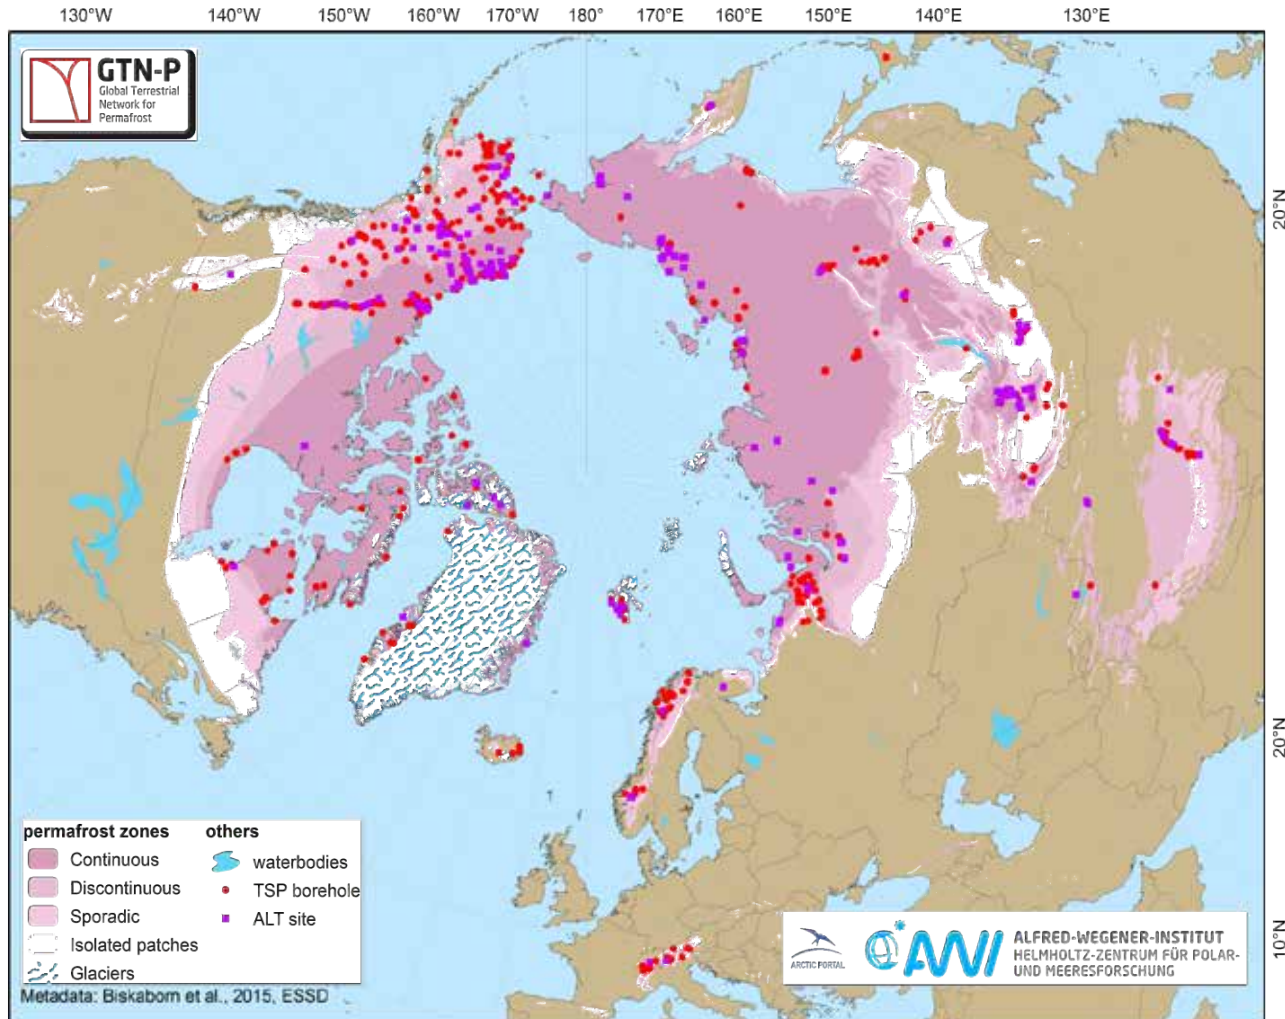 130°W 140°W 150°W 160°W 170°W 180° 170°E 160°E 150°E 140°E 130°E
GTN-P
Global Terrestrial
Network for
Permafrost
20°N
20°N
10°N
permafrost zones others
Continuous waterbodies
Discontinuous TSP borehole
Sporadic ALT site
Isolated patches
Glaciers
Metadata: Biskaborn et al., 2015, ESSD
ARCTIC PORTAL
AWI
ALFRED-WEGENER-INSTITUT
HELMHOLTZ-ZENTRUM FÜR POLAR-
UND MEERESFORSCHUNG